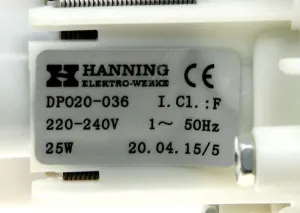 HANNING
ELEKTRO-WERKE
CE
DP020-036 I.Cl.:F
220-240V 1~ 50Hz
25W 20.04.15/5